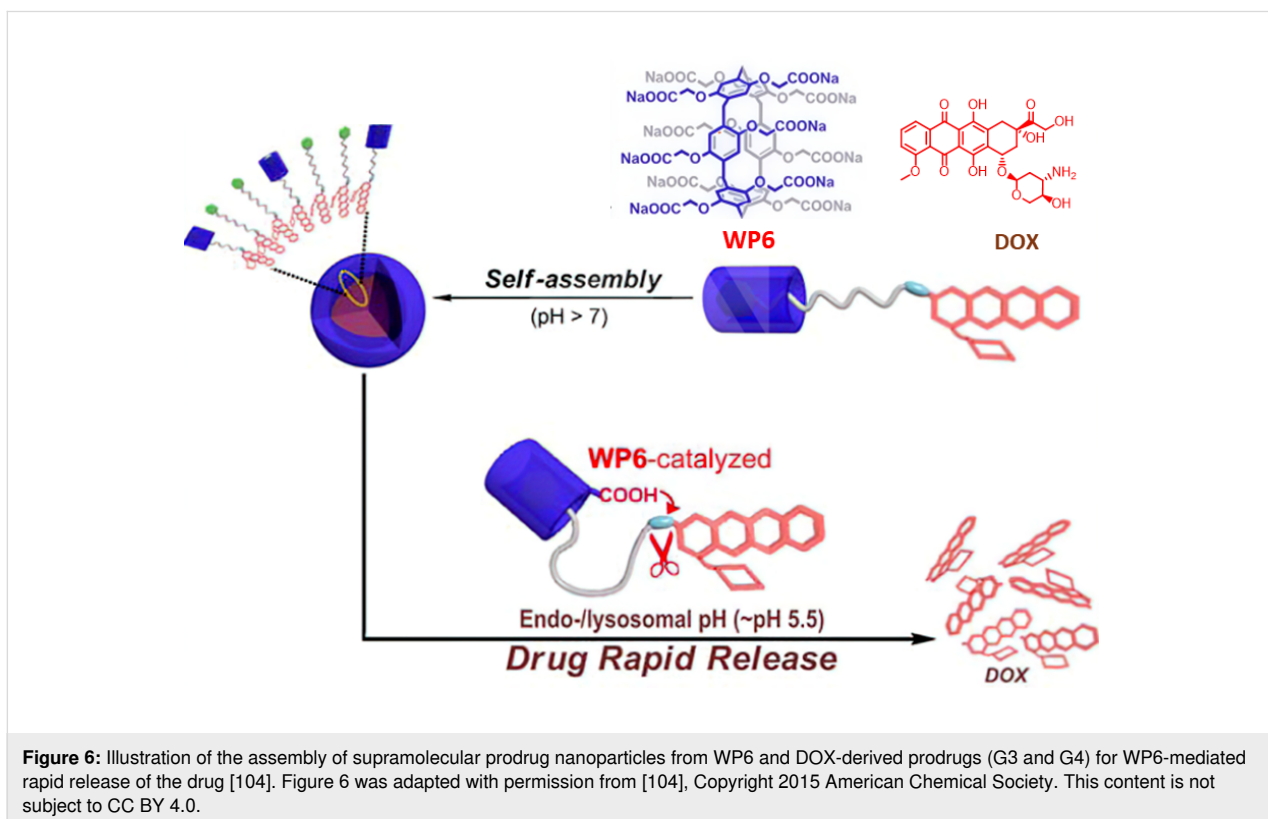 NaOOC
COONa
NaOOC
COONa
NaOOC
COONa
NaOOC
COONa
NaOOC
COONa
NaOOC
COONa
O
OH
O
OH
OH
O
O
OH
O
NH2
O
OH
WP6
DOX
Self-assembly
(pH > 7)
WP6-catalyzed
COOH
Endo-/lysosomal pH (~pH 5.5)
Drug Rapid Release
DOX
Figure 6: Illustration of the assembly of supramolecular prodrug nanoparticles from WP6 and DOX-derived prodrugs (G3 and G4) for WP6-mediated
rapid release of the drug [104]. Figure 6 was adapted with permission from [104], Copyright 2015 American Chemical Society. This content is not
subject to CC BY 4.0.